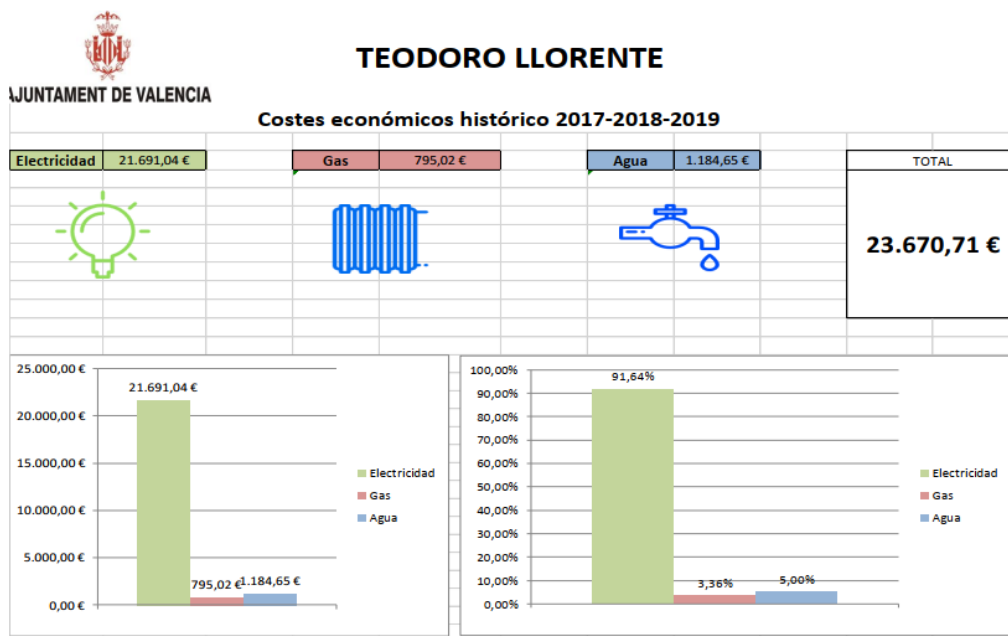 TEODORO LLORENTE
AJUNTAMENT DE VALENCIA
Costes económicos histórico 2017-2018-2019
Electricidad 21.691,04 € Gas 795,02 € Agua 1.184,65 € TOTAL
23.670,71 €
25.000,00 €
20.000,00 €
15.000,00 €
10.000,00 €
5.000,00 €
0,00 €
21.691,04 €
795,02 €
1.184,65 €
Electricidad
Gas
Agua
100,00%
90,00%
80,00%
70,00%
60,00%
50,00%
40,00%
30,00%
20,00%
10,00%
0,00%
91,64%
3,36%
5,00%
Electricidad
Gas
Agua